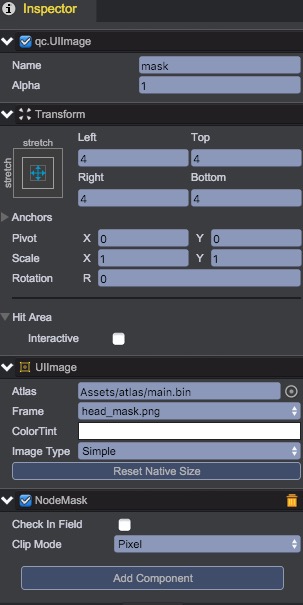 Inspector
qc.UIImage
Name mask
Alpha 1
Transform
stretch
stretch
Left Top
4 4
Right Bottom
4 4
Anchors
Pivot X 0 Y 0
Scale X 1 Y 1
Rotation R 0
Hit Area
Interactive
UIImage
Atlas Assets/atlas/main.bin
Frame head_mask.png
ColorTint
Image Type Simple
Reset Native Size
NodeMask
Check In Field
Clip Mode Pixel
Add Component